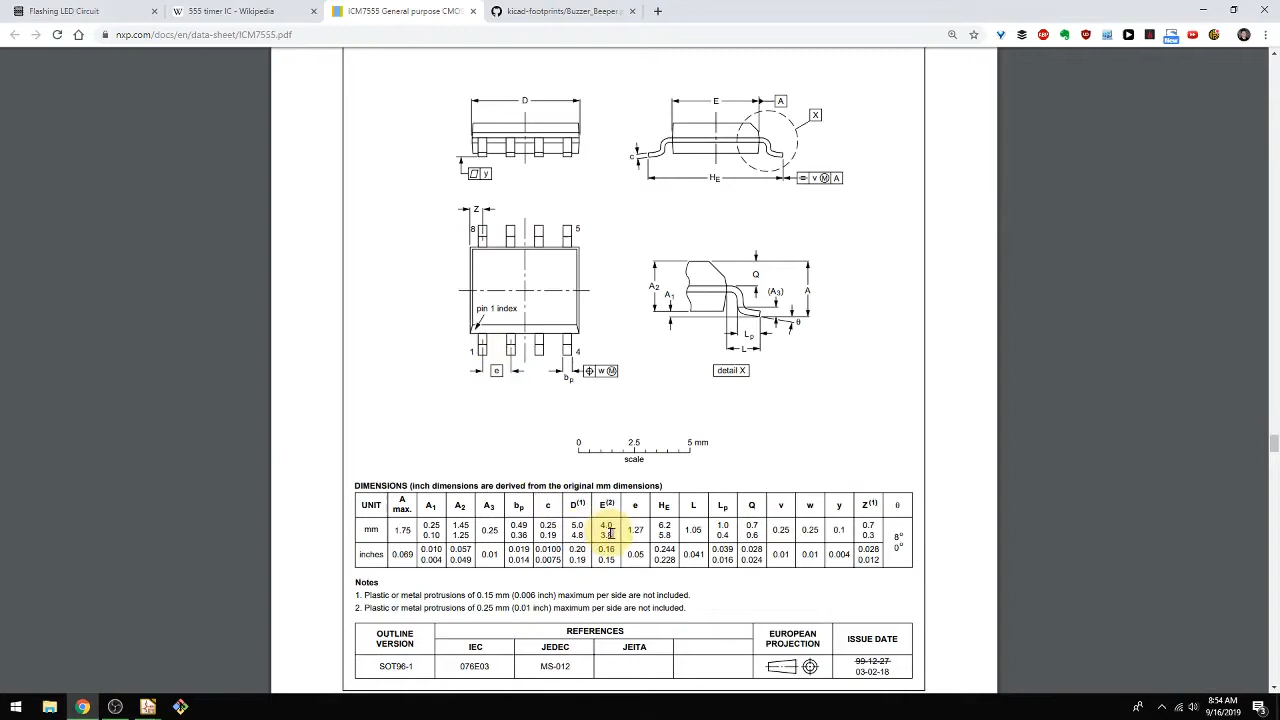 Flashing LED Circuit
555 timer IC - Wikipedia
ICM7555 General purpose CMOS
kicad-footprints/Buzzer_Beeper.p
nxp.com/docs/en/data-sheet/ICM7555.pdf
D
E
A
X
c
y
HE
v M A
Z
8
5
pin 1 index
1
4
e
bp
w M
A2
A1
Q
(A3)
A
θ
Lp
L
detail X
0 2.5 5 mm
scale
DIMENSIONS (inch dimensions are derived from the original mm dimensions)
UNIT A max. A1 A2 A3 bp c D(1) E(2) e HE L Lp Q v w y Z(1) θ
mm 1.75 0.25 0.10 1.45 1.25 0.25 0.49 0.36 0.25 0.19 5.0 4.8 4.0 1.27 6.2 5.8 1.05 1.0 0.4 0.7 0.6 0.25 0.25 0.1 0.7 0.3 8° 0°
inches 0.069 0.010 0.004 0.057 0.049 0.01 0.019 0.014 0.0100 0.0075 0.20 0.19 0.16 0.15 0.05 0.244 0.228 0.041 0.039 0.016 0.028 0.024 0.01 0.01 0.004 0.028 0.012
Notes
1. Plastic or metal protrusions of 0.15 mm (0.006 inch) maximum per side are not included.
2. Plastic or metal protrusions of 0.25 mm (0.01 inch) maximum per side are not included.
OUTLINE VERSION REFERENCES EUROPEAN PROJECTION ISSUE DATE
IEC JEDEC JEITA
SOT96-1 076E03 MS-012 99-12-27 03-02-18
8:54 AM
9/16/2019